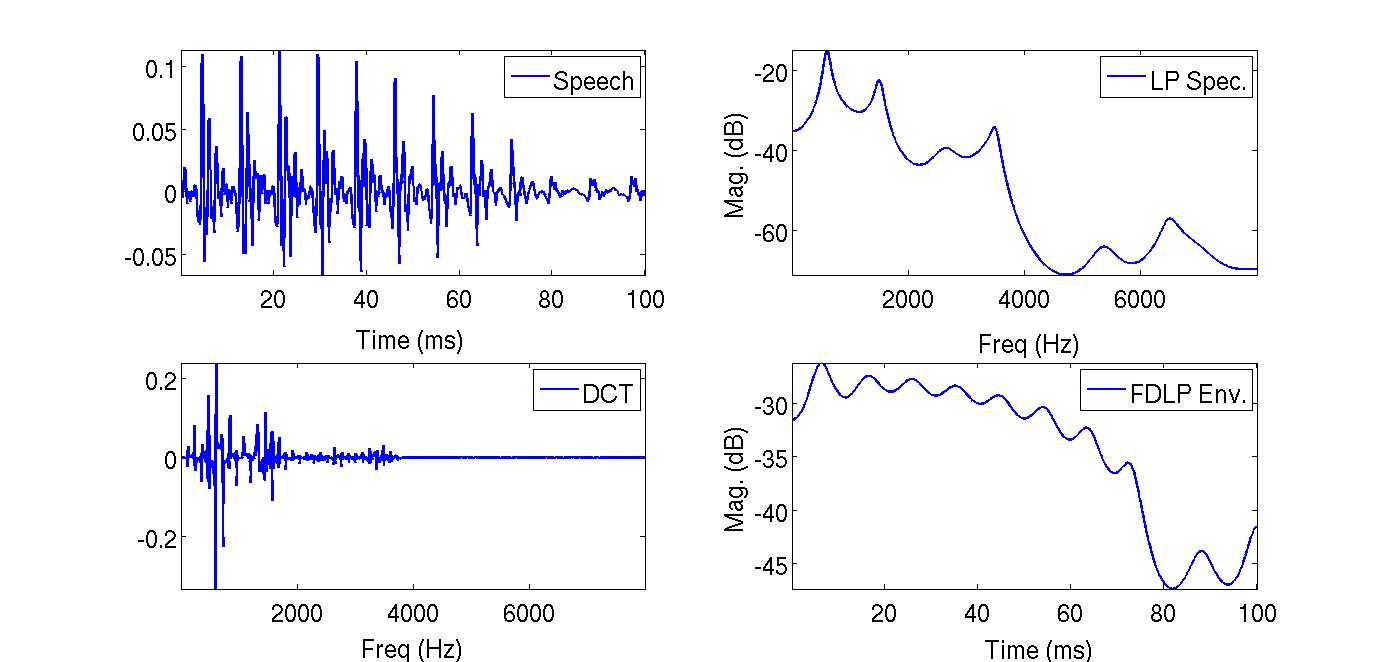 Speech
0.1
0.05
0
-0.05
20 40 60 80 100
Time (ms)
LP Spec.
Mag. (dB)
-20
-40
-60
2000 4000 6000
Freq (Hz)
DCT
0.2
0
-0.2
2000 4000 6000
Freq (Hz)
FDLP Env.
Mag. (dB)
-30
-35
-40
-45
20 40 60 80 100
Time (ms)